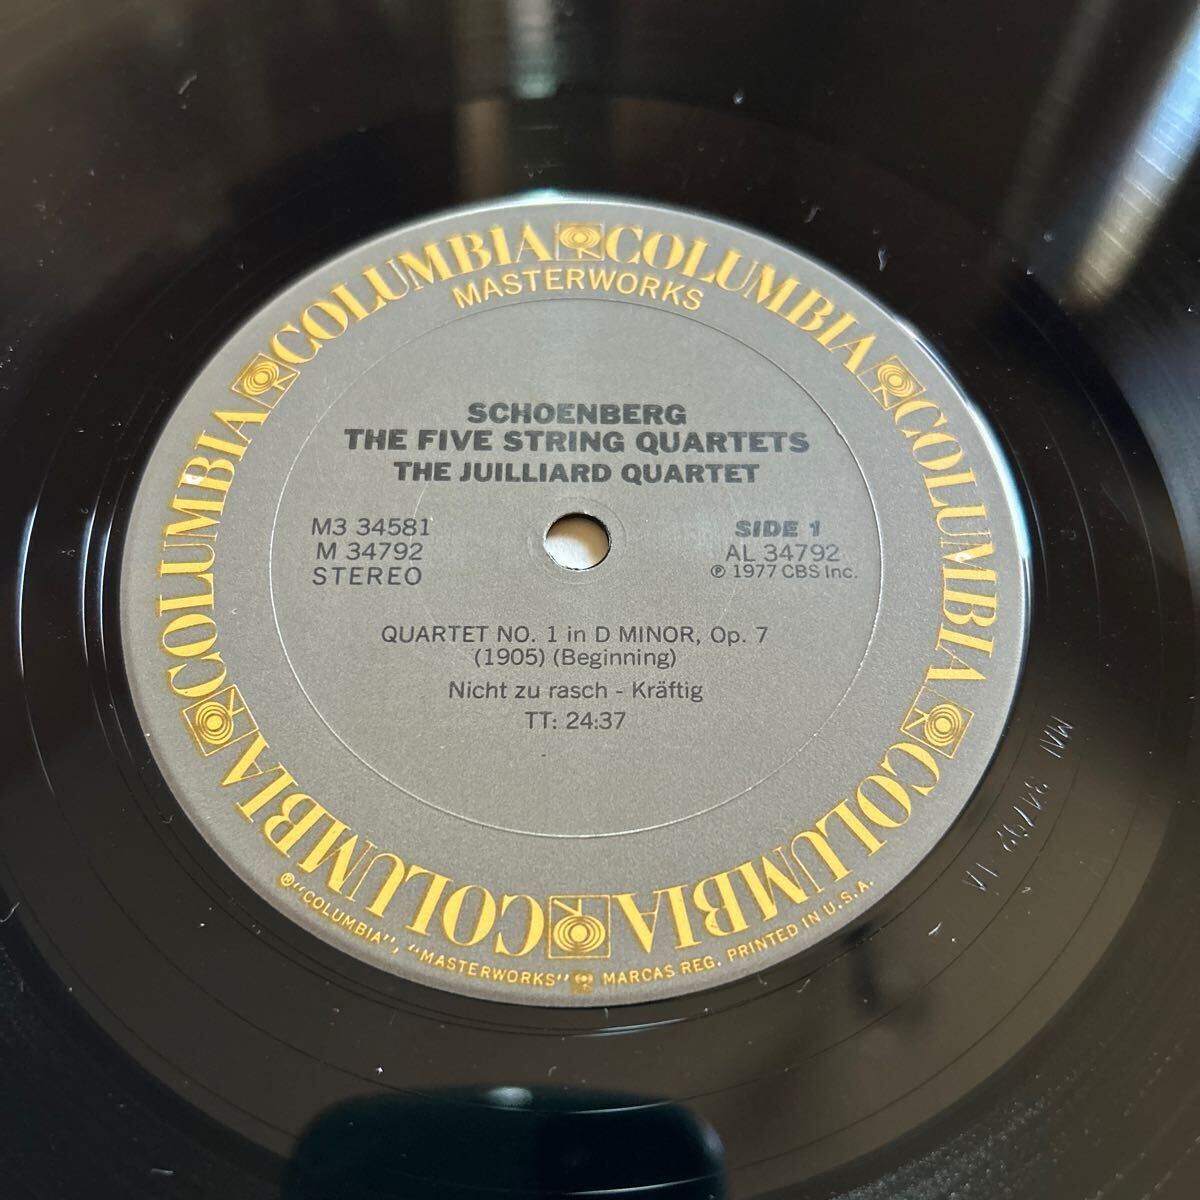 COLUMBIA COLUMBIA COLUMBIA COLUMBIA COLUMBIA COLUMBIA
MASTERWORKS
SCHOENBERG
THE FIVE STRING QUARTETS
THE JUILLIARD QUARTET
M3 34581
M 34792
STEREO
SIDE 1
AL 34792
℗ 1977 CBS Inc.
QUARTET NO. 1 in D MINOR, Op. 7
(1905) (Beginning)
Nicht zu rasch - Kräftig
TT: 24:37
®"COLUMBIA", "MASTERWORKS" MARCAS REG. PRINTED IN U.S.A.